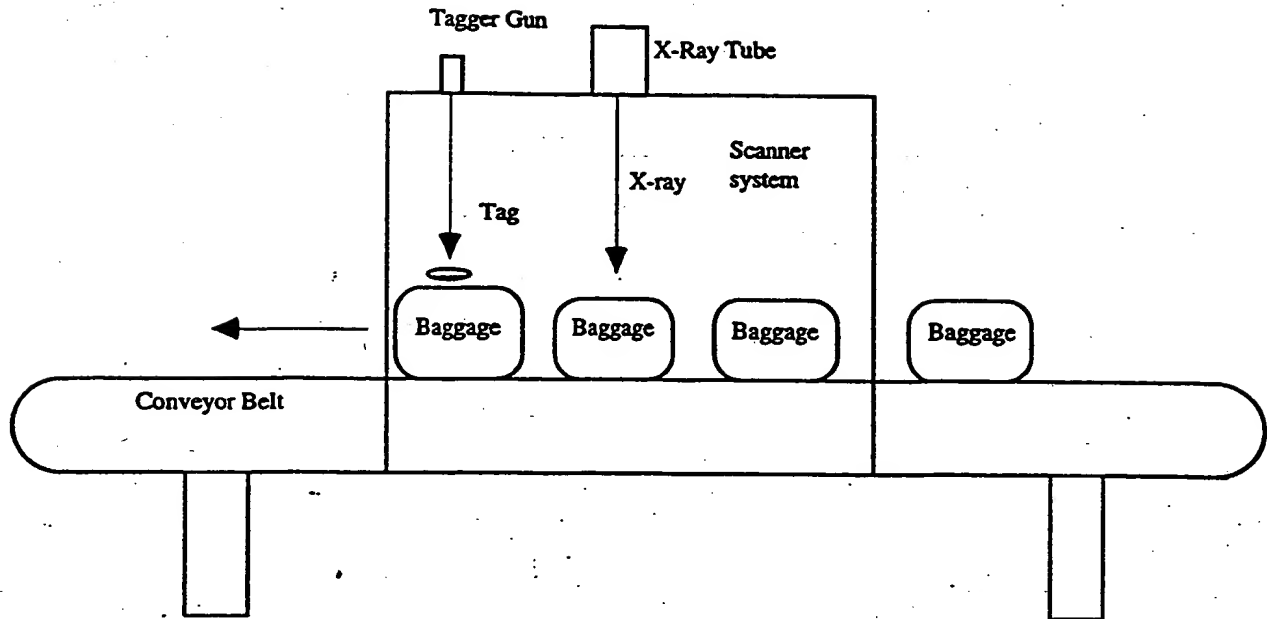 Tagger Gun
X-Ray Tube
Scanner
system
X-ray
Tag
Baggage
Baggage
Baggage
Baggage
Conveyor Belt